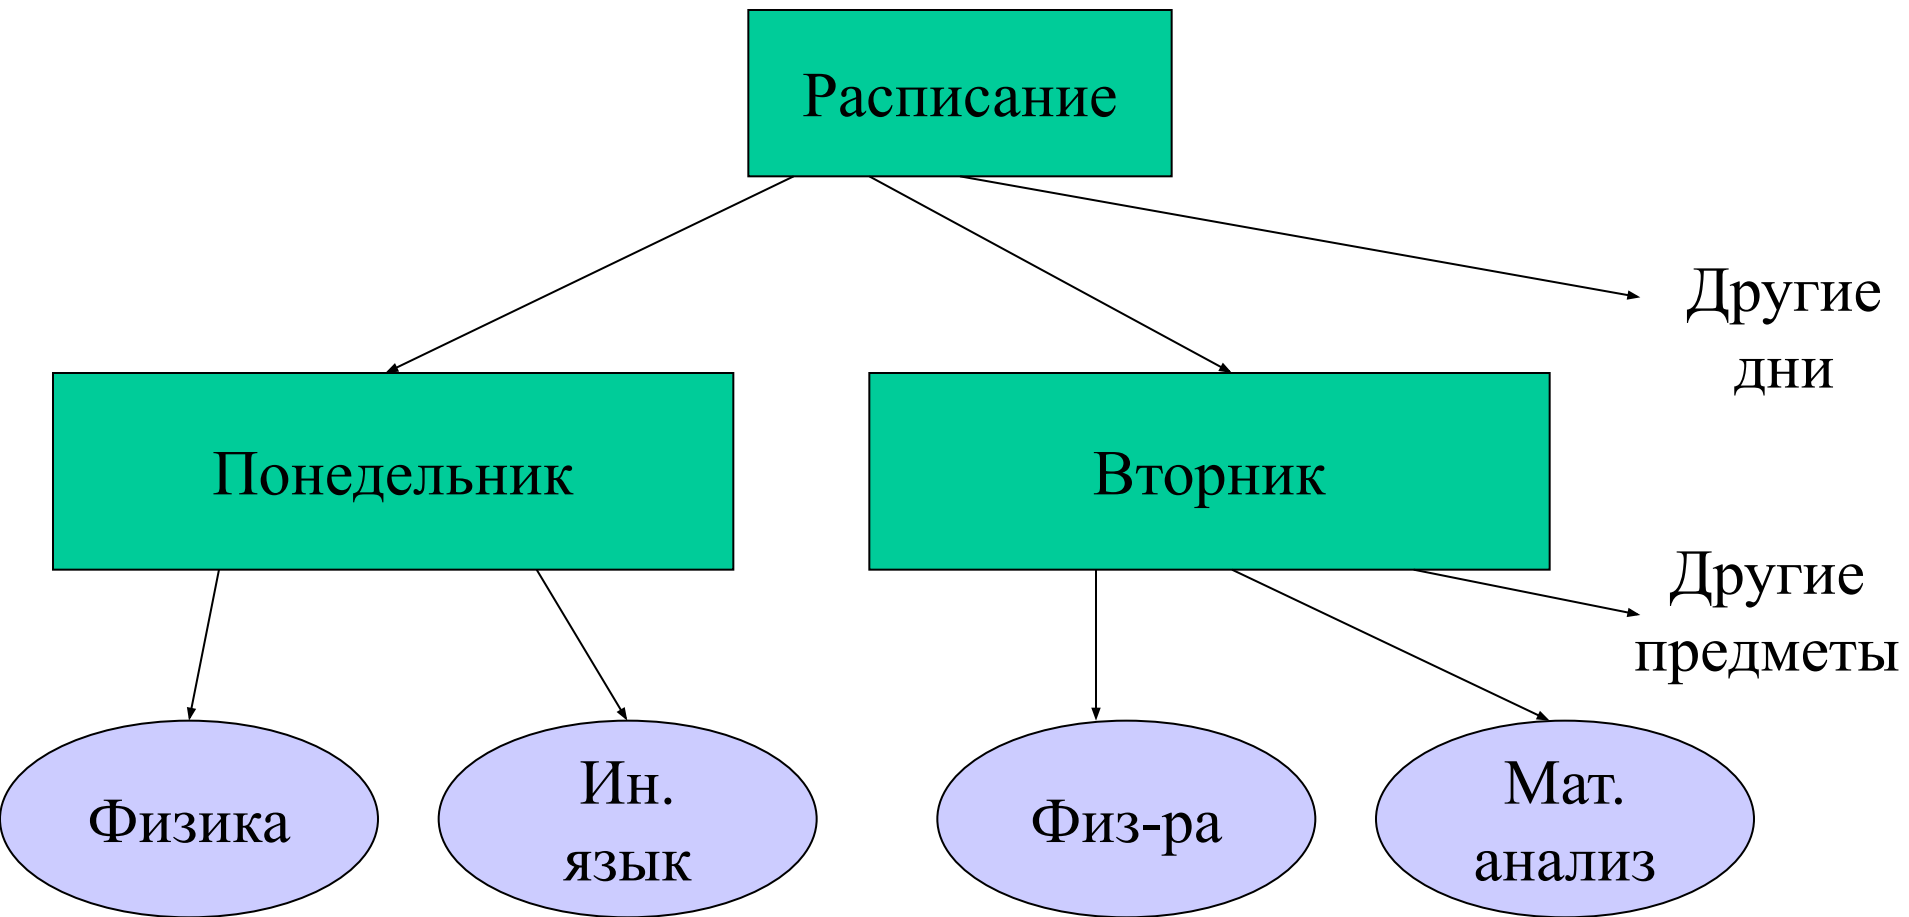 Расписание
Другие
дни
Понедельник
Вторник
Другие
предметы
Физика
Ин.
язык
Физ-ра
Мат.
анализ